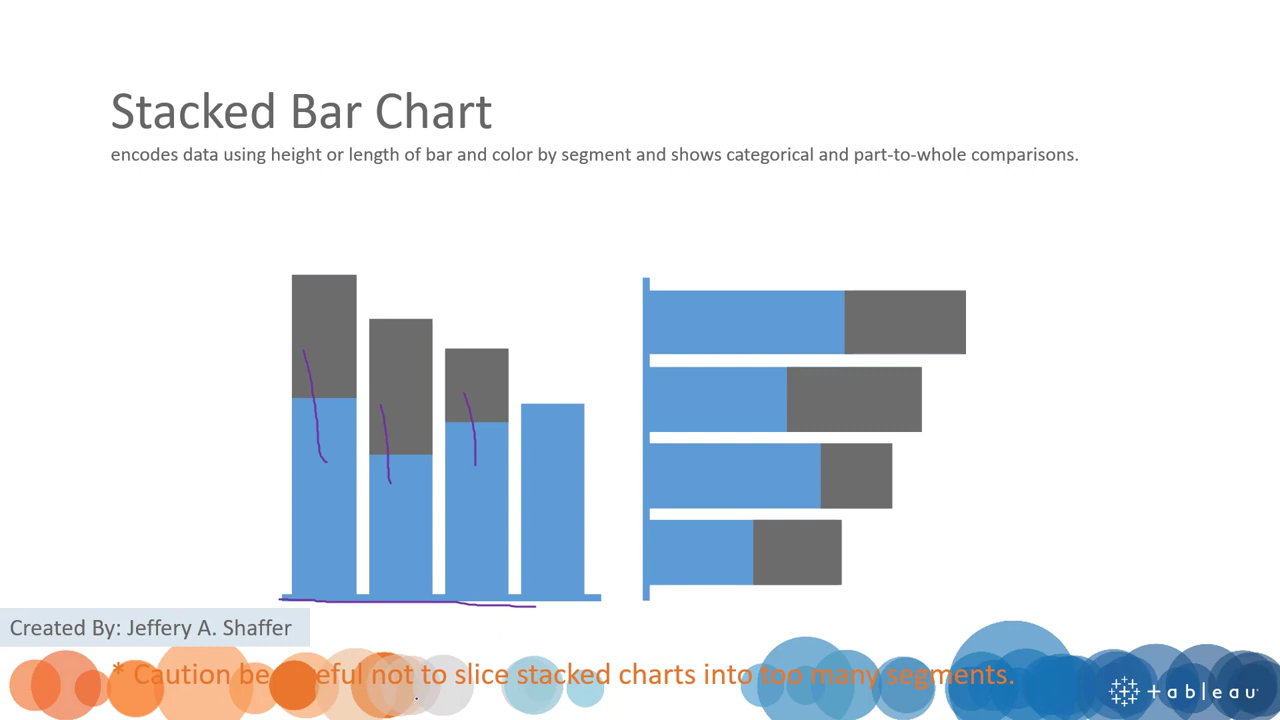 Stacked Bar Chart
encodes data using height or length of bar and color by segment and shows categorical and part-to-whole comparisons.
Created By: Jeffery A. Shaffer
* Caution be careful not to slice stacked charts into too many segments.
tableau